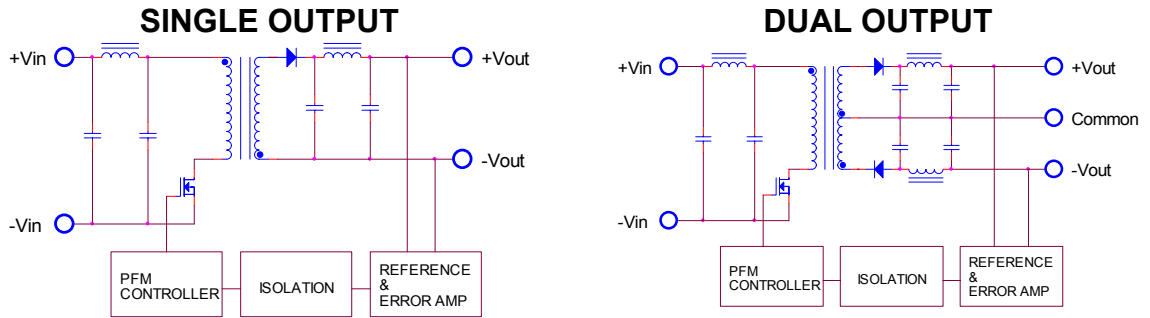 SINGLE OUTPUT
+Vin
+Vout
-Vout
-Vin
PFM
CONTROLLER
ISOLATION
REFERENCE
&
ERROR AMP
DUAL OUTPUT
+Vin
+Vout
Common
-Vout
-Vin
PFM
CONTROLLER
ISOLATION
REFERENCE
&
ERROR AMP